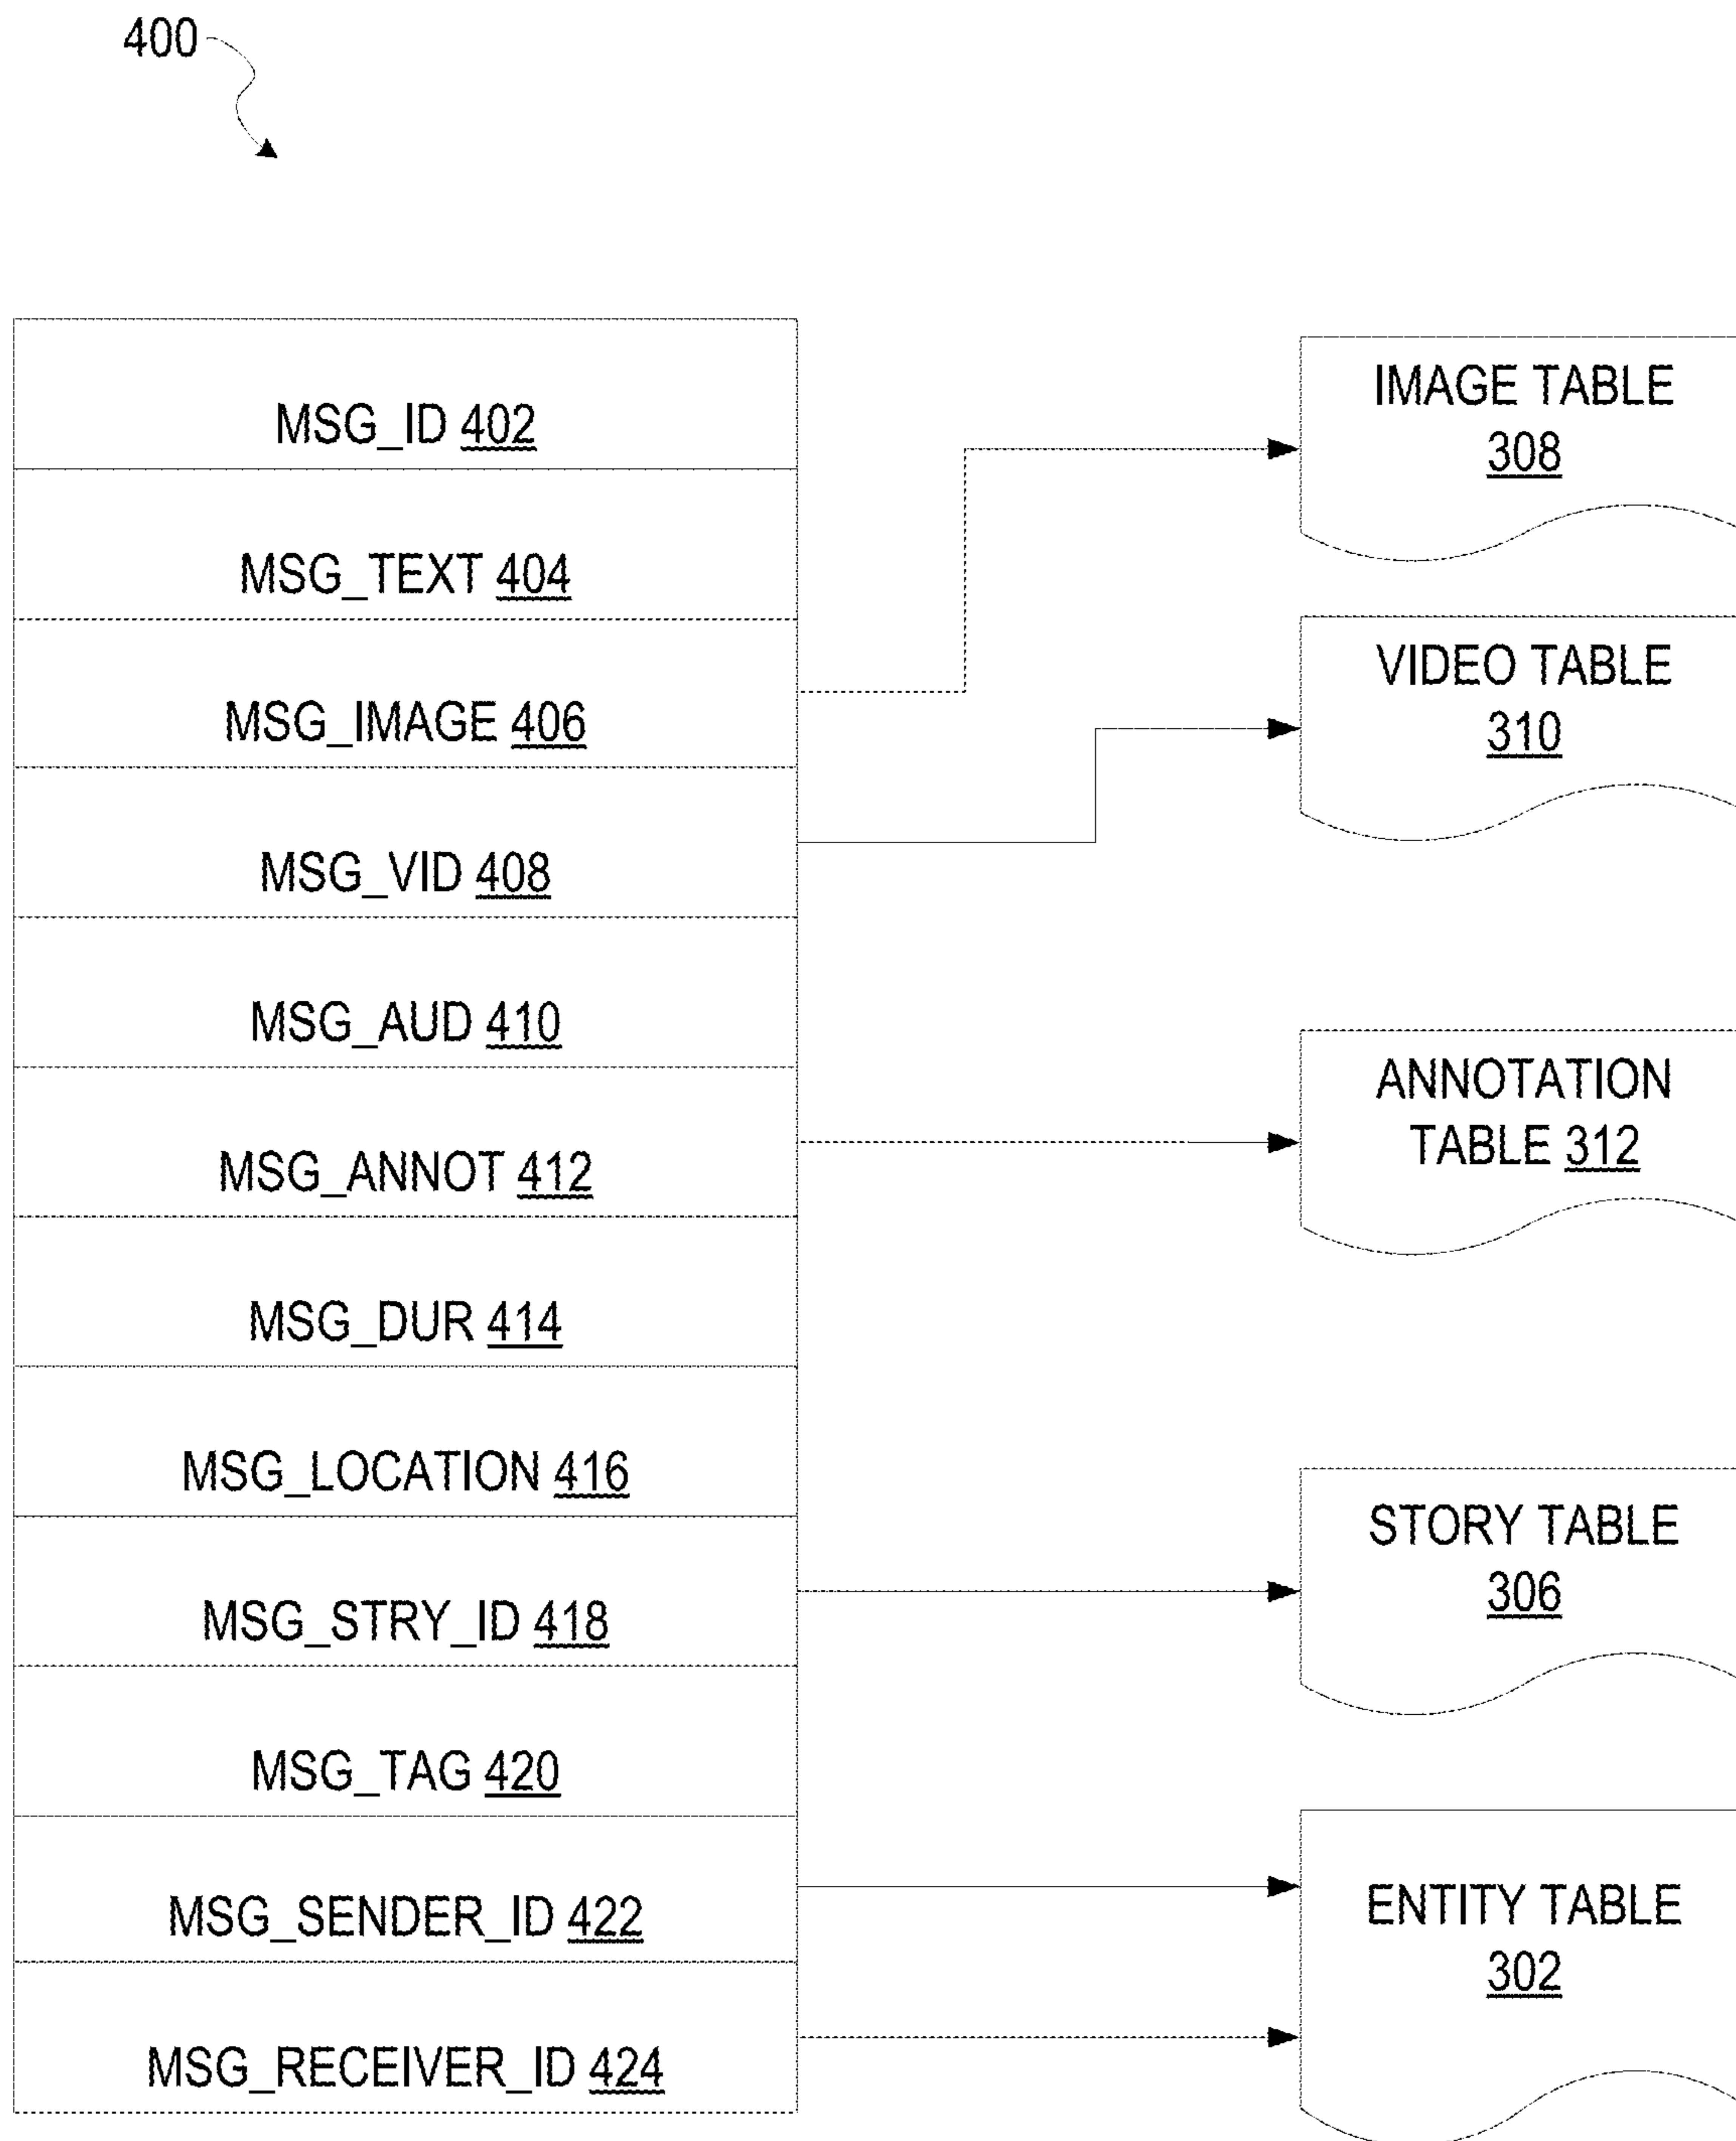 400
MSG_ID 402
MSG_TEXT 404
MSG_IMAGE 406
MSG_VID 408
MSG_AUD 410
MSG_ANNOT 412
MSG_DUR 414
MSG_LOCATION 416
MSG_STRY_ID 418
MSG_TAG 420
MSG_SENDER_ID 422
MSG_RECEIVER_ID 424
IMAGE TABLE
308
VIDEO TABLE
310
ANNOTATION
TABLE 312
STORY TABLE
306
ENTITY TABLE
302